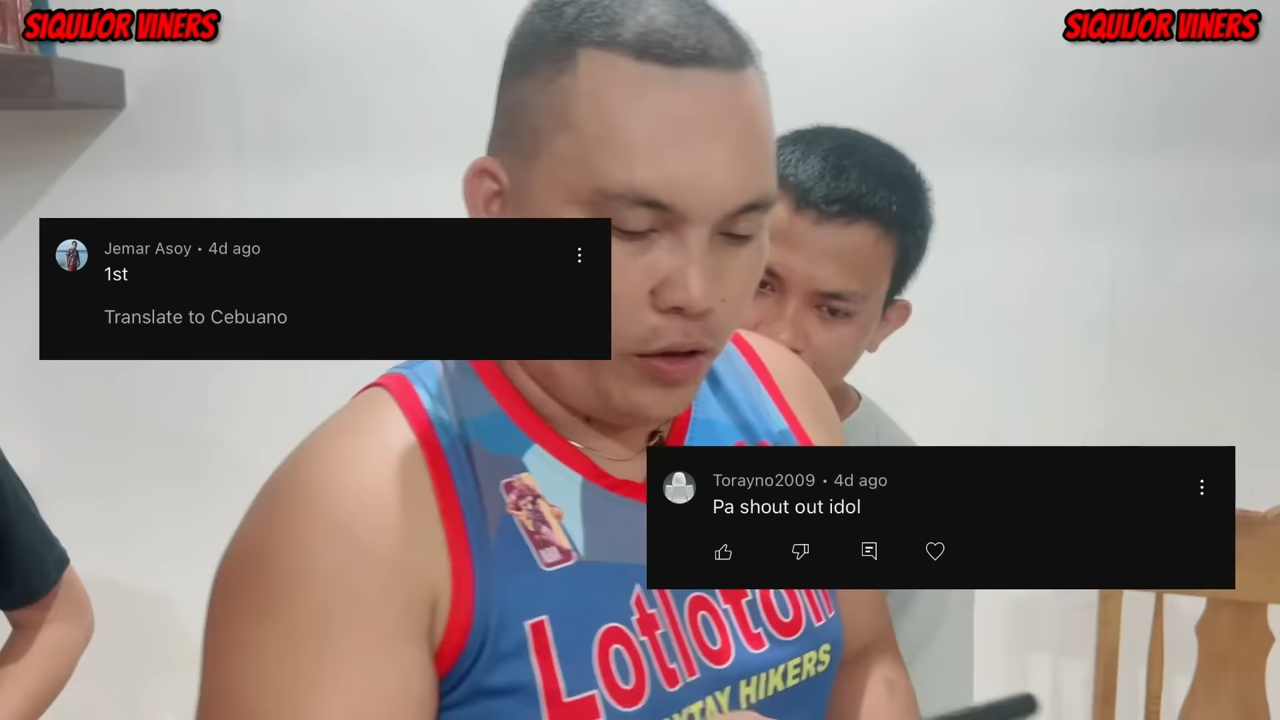 SIQUIJOR VINERS
SIQUIJOR VINERS
Jemar Asoy • 4d ago
1st
Translate to Cebuano
Torayno2009 • 4d ago
Pa shout out idol
Lotloton
HIKERS